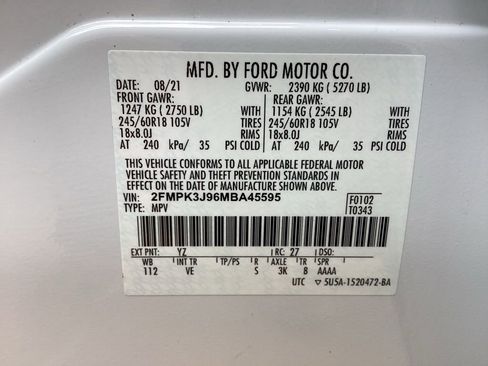 MFD. BY FORD MOTOR CO.
DATE: 08/21 GVWR: 2390 KG ( 5270 LB)
FRONT GAWR: REAR GAWR:
1247 KG ( 2750 LB) WITH 1154 KG ( 2545 LB) WITH
245/60R18 105V TIRES 245/60R18 105V TIRES
18x8.0J RIMS 18x8.0J RIMS
AT 240 kPa/ 35 PSI COLD AT 240 kPa/ 35 PSI COLD
THIS VEHICLE CONFORMS TO ALL APPLICABLE FEDERAL MOTOR
VEHICLE SAFETY AND THEFT PREVENTION STANDARDS IN
EFFECT ON THE DATE OF MANUFACTURE SHOWN ABOVE.
VIN: 2FMPK3J96MBA45595 F0102
TYPE: MPV T0343
EXT PNT: YZ RC: 27 DSO:
WB INT TR TP/PS R AXLE TR SPR
112 VE S 3K 8 AAAA
UTC ▽ 5U5A-1520472-BA